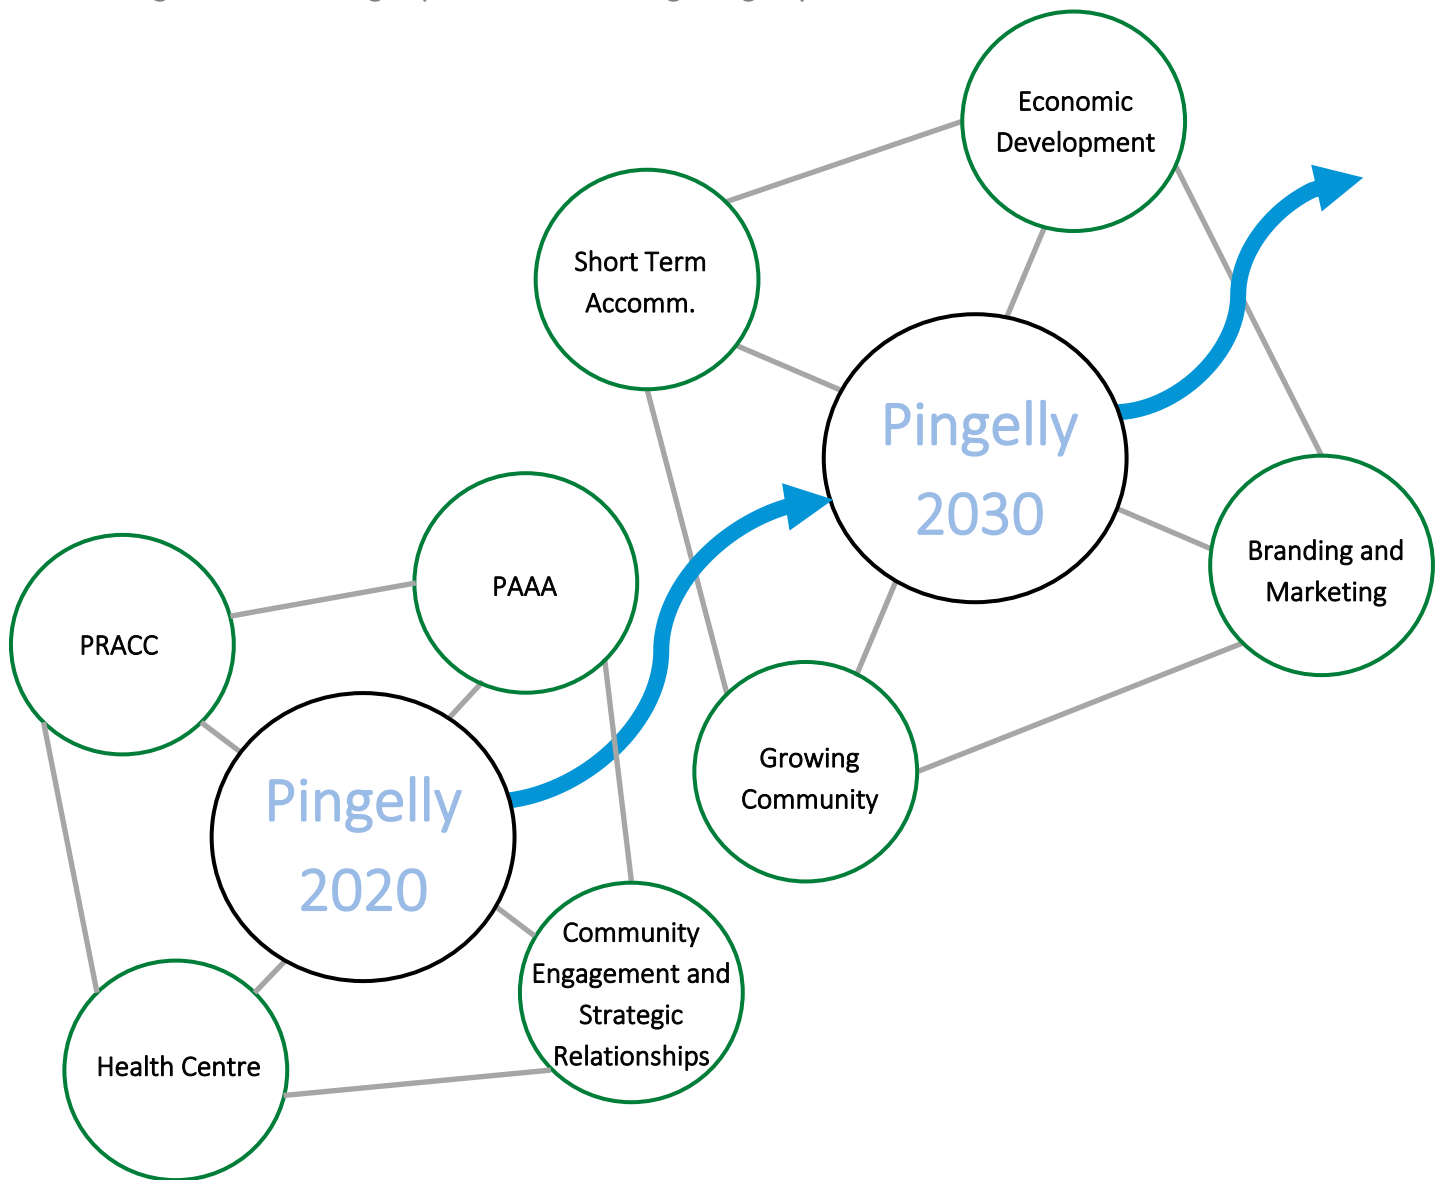 Economic
Development
Short Term
Accomm.
Pingelly
2030
Branding and
Marketing
PAAA
PRACC
Growing
Community
Pingelly
2020
Community
Engagement and
Strategic
Relationships
Health Centre